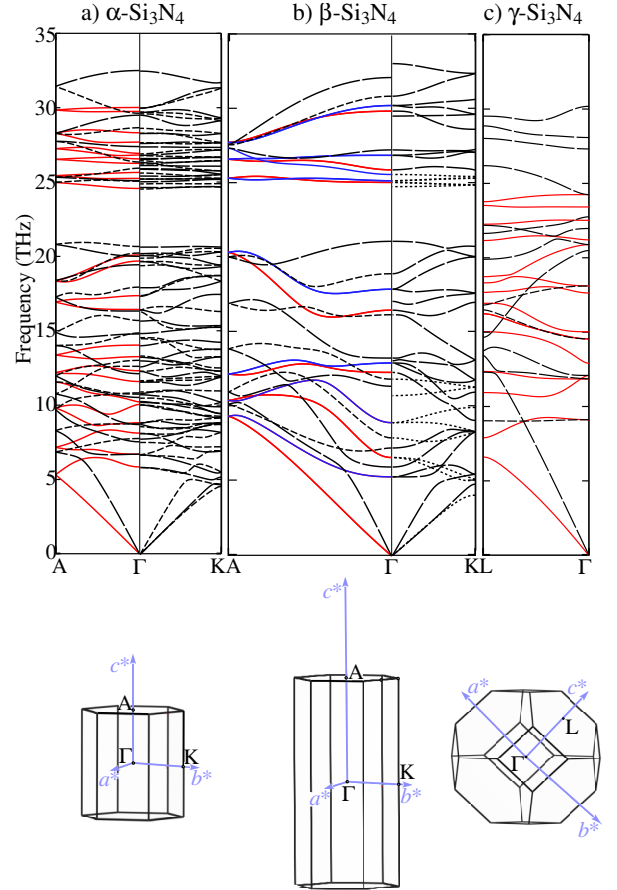 a) α-Si3N4 b) β-Si3N4 c) γ-Si3N4
Frequency (THz)
35
30
25
20
15
10
5
0
A Γ K A Γ K L Γ
c*
A
Γ
K
a*
b*
c*
A
K
Γ
a*
b*
a*
c*
L
Γ
b*